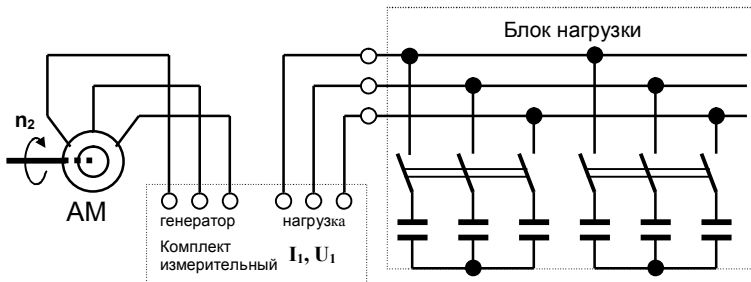 Блок нагрузки
n₂
АМ
генератор
нагрузка
Комплект
измерительный
I₁, U₁